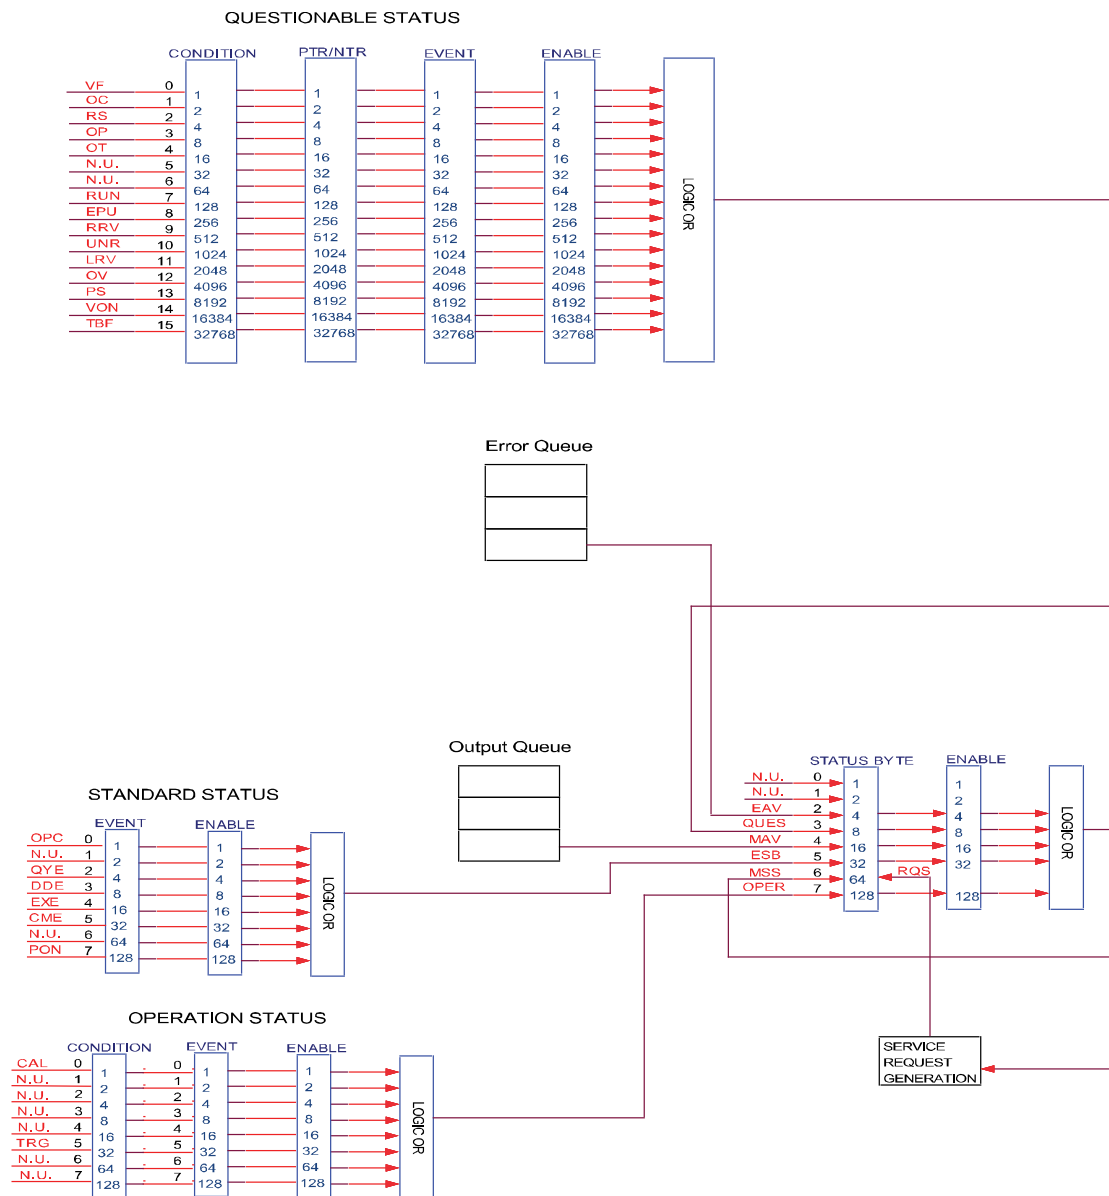 QUESTIONABLE STATUS
CONDITION PTR/NTR EVENT ENABLE
VF 0 1 1 1 1
OC 1 2 2 2 2
RS 2 4 4 4 4
OP 3 8 8 8 8
OT 4 16 16 16 16
N.U. 5 32 32 32 32
N.U. 6 64 64 64 64
RUN 7 128 128 128 128
EPU 8 256 256 256 256
RRV 9 512 512 512 512
UNR 10 1024 1024 1024 1024
LRV 11 2048 2048 2048 2048
OV 12 4096 4096 4096 4096
PS 13 8192 8192 8192 8192
VON 14 16384 16384 16384 16384
TBF 15 32768 32768 32768 32768
LOGIC OR
Error Queue
Output Queue
STATUS BYTE ENABLE
N.U. 0 1 1
N.U. 1 2 2
EAV 2 4 4
QUES 3 8 8
MAV 4 16 16
ESB 5 32 32
MSS 6 64 RQS
OPER 7 128 128
LOGIC OR
STANDARD STATUS
EVENT ENABLE
OPC 0 1 1
N.U. 1 2 2
QYE 2 4 4
DDE 3 8 8
EXE 4 16 16
CME 5 32 32
N.U. 6 64 64
PON 7 128 128
LOGIC OR
OPERATION STATUS
CONDITION EVENT ENABLE
CAL 0 1 0 1 1
N.U. 1 2 1 2 2
N.U. 2 4 2 4 4
N.U. 3 8 3 8 8
N.U. 4 16 4 16 16
TRG 5 32 5 32 32
N.U. 6 64 6 64 64
N.U. 7 128 7 128 128
LOGIC OR
SERVICE
REQUEST
GENERATION